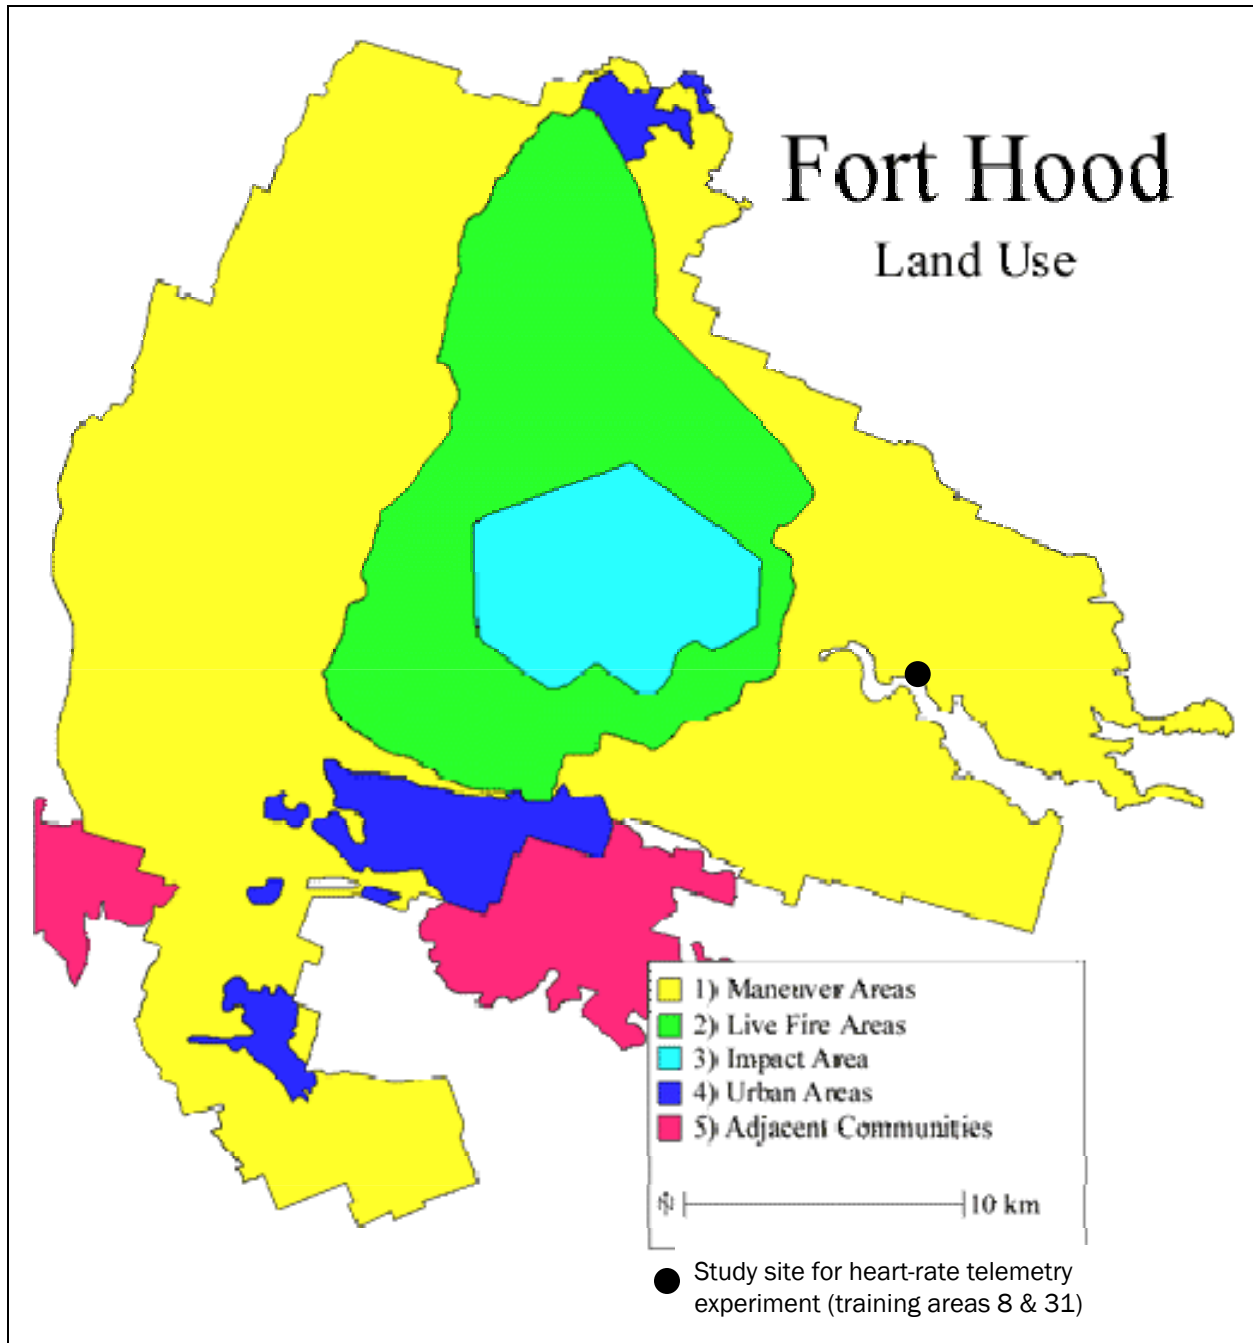 Fort Hood
Land Use
1) Maneuver Areas
2) Live Fire Areas
3) Impact Area
4) Urban Areas
5) Adjacent Communities
10 km
Study site for heart-rate telemetry
experiment (training areas 8 & 31)